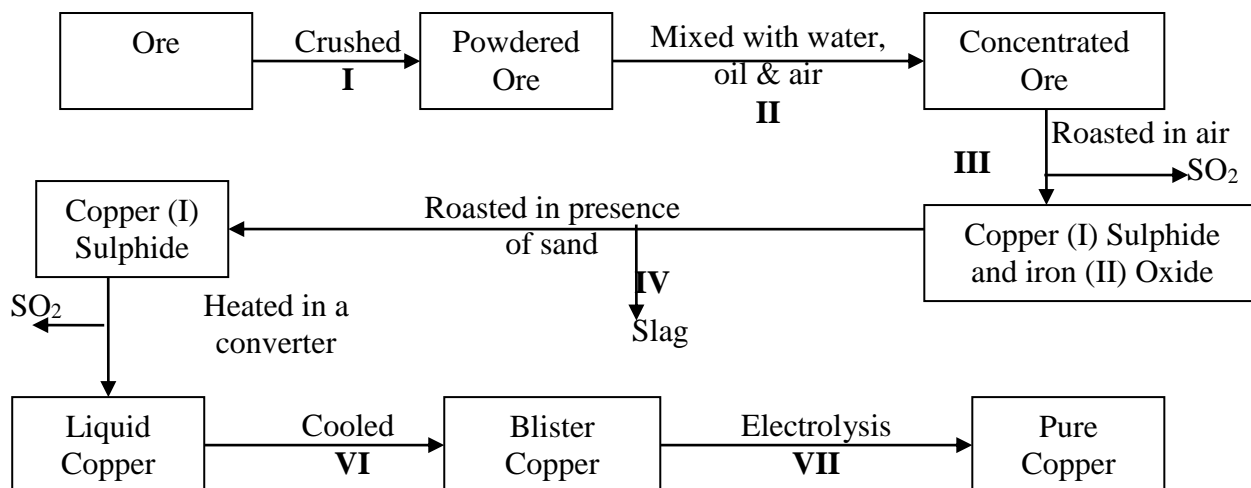 Ore
Crushed
I
Powdered
Ore
Mixed with water,
oil & air
II
Concentrated
Ore
Roasted in air
III
SO₂
Copper (I) Sulphide
and iron (II) Oxide
Roasted in presence
of sand
IV
Slag
Copper (I)
Sulphide
SO₂
Heated in a
converter
Liquid
Copper
Cooled
VI
Blister
Copper
Electrolysis
VII
Pure
Copper